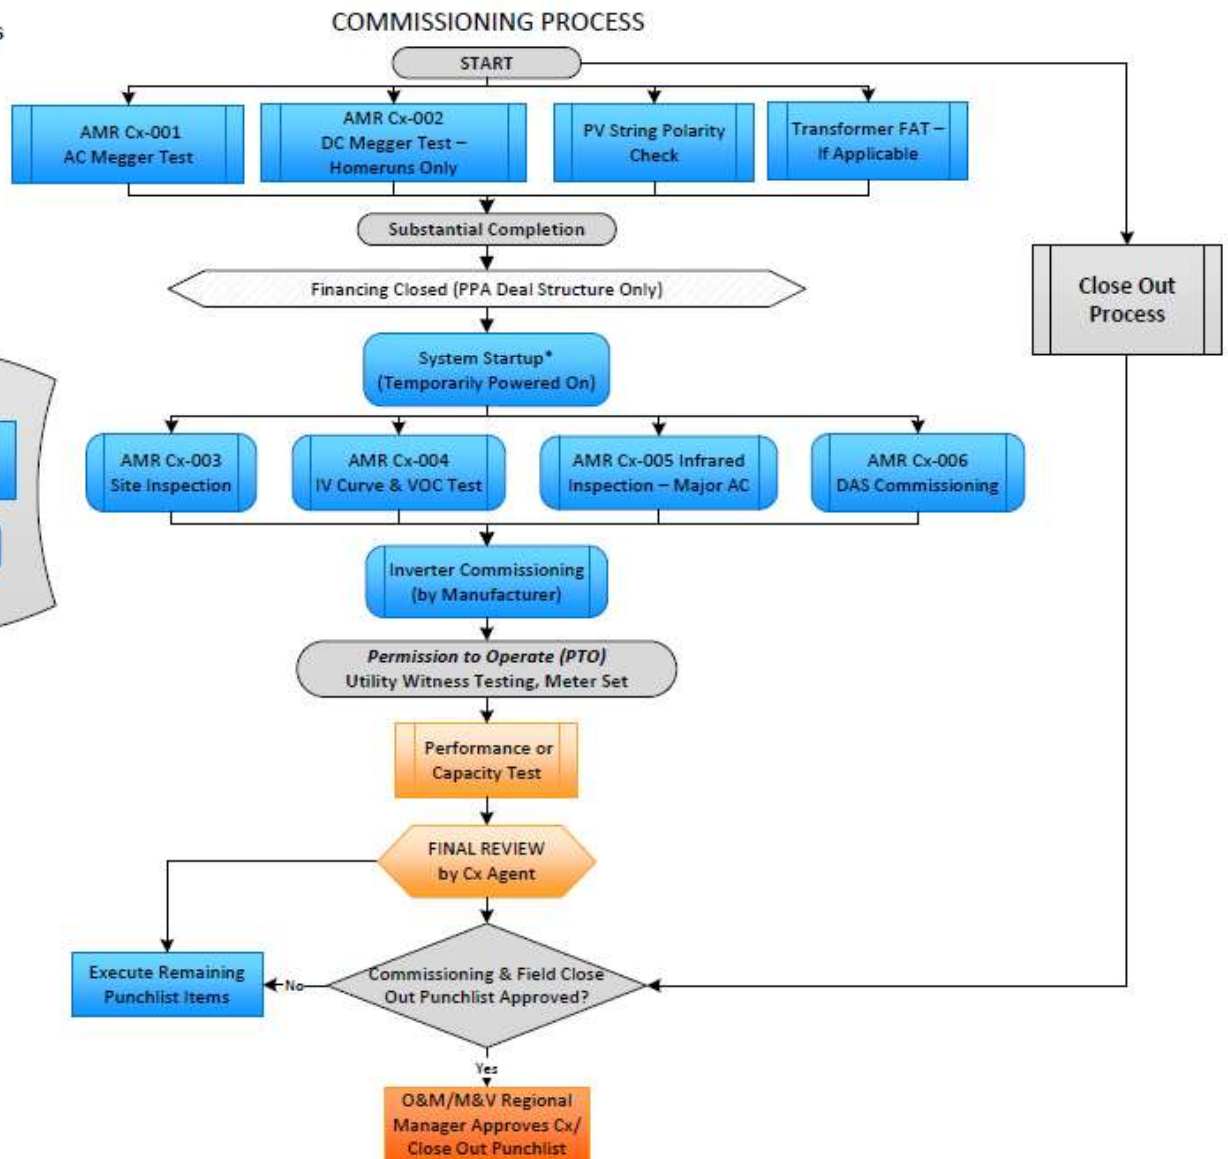 s
COMMISSIONING PROCESS
START
AMR Cx-001
AC Megger Test
AMR Cx-002
DC Megger Test –
Homeruns Only
PV String Polarity
Check
Transformer FAT –
If Applicable
Substantial Completion
Close Out
Process
Financing Closed (PPA Deal Structure Only)
System Startup*
(Temporarily Powered On)
AMR Cx-003
Site Inspection
AMR Cx-004
IV Curve & VOC Test
AMR Cx-005 Infrared
Inspection – Major AC
AMR Cx-006
DAS Commissioning
Inverter Commissioning
(by Manufacturer)
Permission to Operate (PTO)
Utility Witness Testing, Meter Set
Performance or
Capacity Test
FINAL REVIEW
by Cx Agent
Execute Remaining
Punchlist Items
No
Commissioning & Field Close
Out Punchlist Approved?
Yes
O&M/M&V Regional
Manager Approves Cx/
Close Out Punchlist